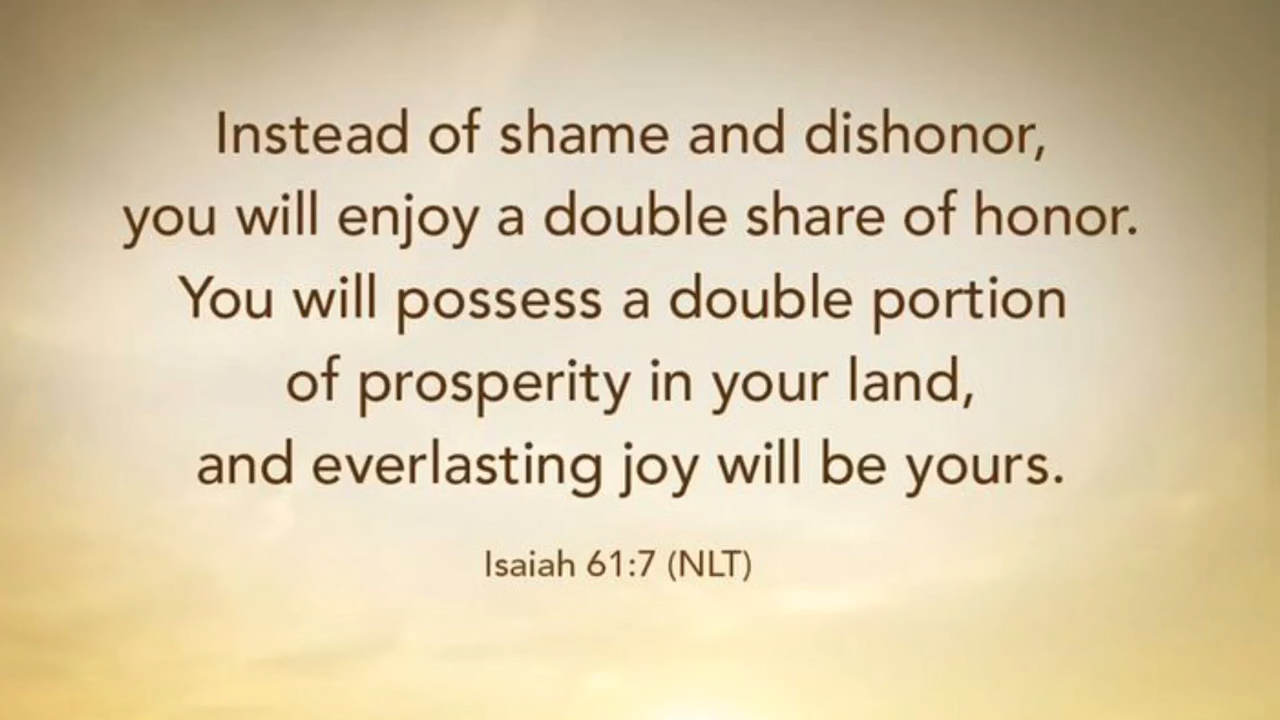 Instead of shame and dishonor,
you will enjoy a double share of honor.
You will possess a double portion
of prosperity in your land,
and everlasting joy will be yours.
Isaiah 61:7 (NLT)